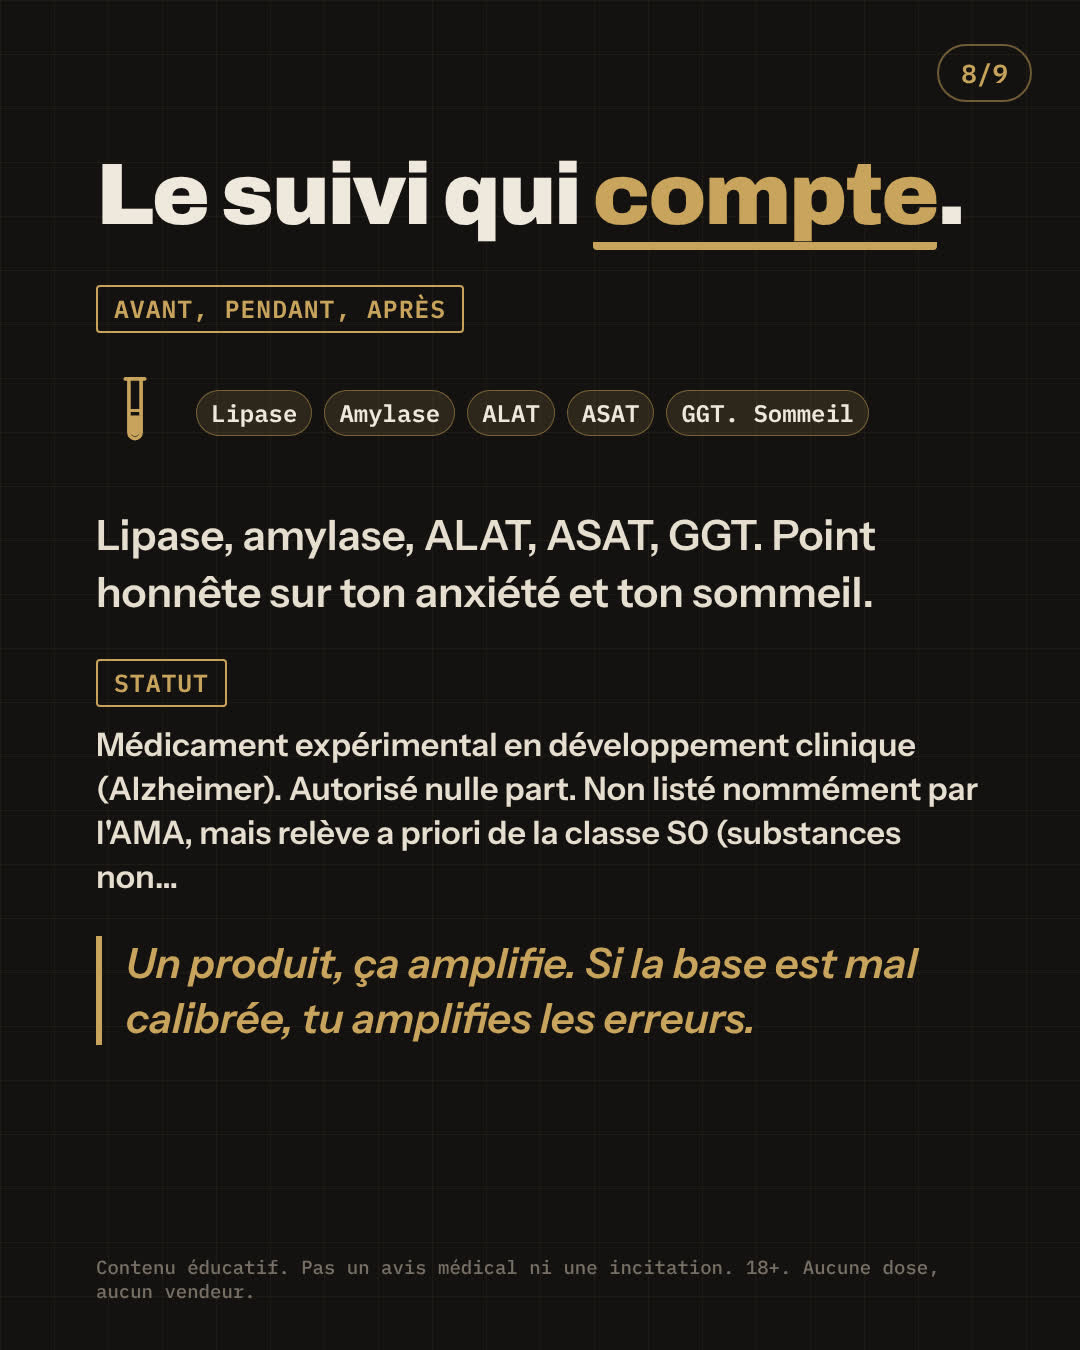 8/9
Le suivi qui compte.
AVANT, PENDANT, APRÈS
Lipase Amylase ALAT ASAT GGT. Sommeil
Lipase, amylase, ALAT, ASAT, GGT. Point
honnête sur ton anxiété et ton sommeil.
STATUT
Médicament expérimental en développement clinique
(Alzheimer). Autorisé nulle part. Non listé nommément par
l'AMA, mais relève a priori de la classe S0 (substances
non...
Un produit, ça amplifie. Si la base est mal
calibrée, tu amplifies les erreurs.
Contenu éducatif. Pas un avis médical ni une incitation. 18+. Aucune dose,
aucun vendeur.